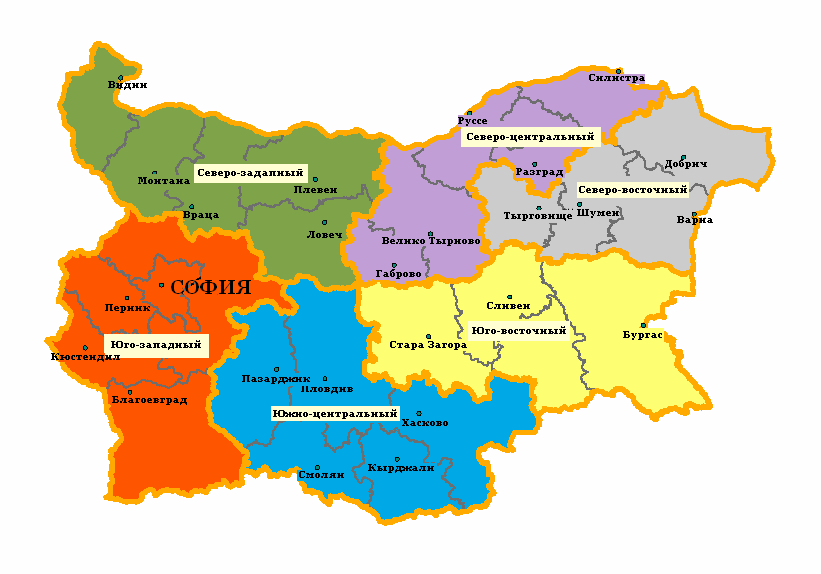 Видин
Силистра
Руссе
Северо-центральный
Добрич
Разград
Северо-задапный
Монтана
Плевен
Северо-восточный
Враца
Тырговище
Шумен
Варна
Ловеч
Велико Тырново
Габрово
СОФИЯ
Перник
Сливен
Юго-восточный
Бургас
Стара Загора
Юго-западный
Кюстендил
Пазарджик
Пловдив
Благоевград
Южно-центральный
Хасково
Кырджали
Смолян